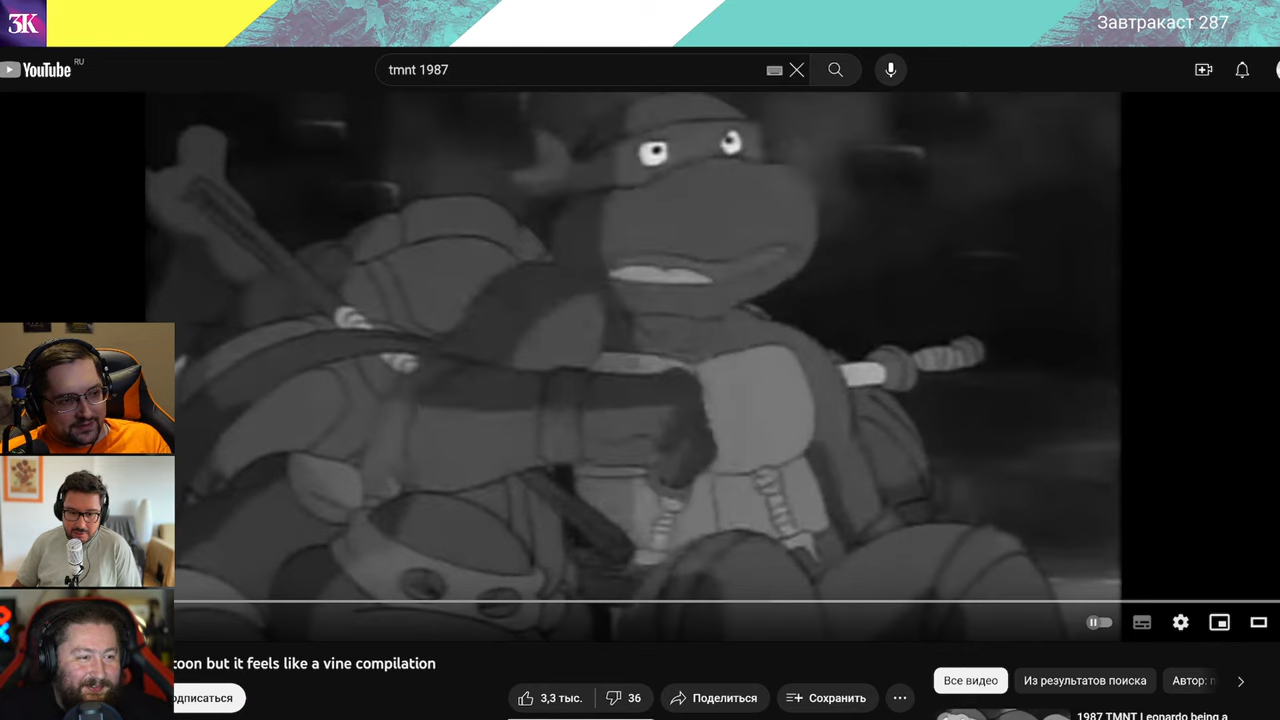 3K
Завтракаст 287
YouTube RU
tmnt 1987
toon but it feels like a vine compilation
одписаться
3,3 тыс.
36
Поделиться
Сохранить
Все видео
Из результатов поиска
Автор:
1987 TMNT Leonardo being a